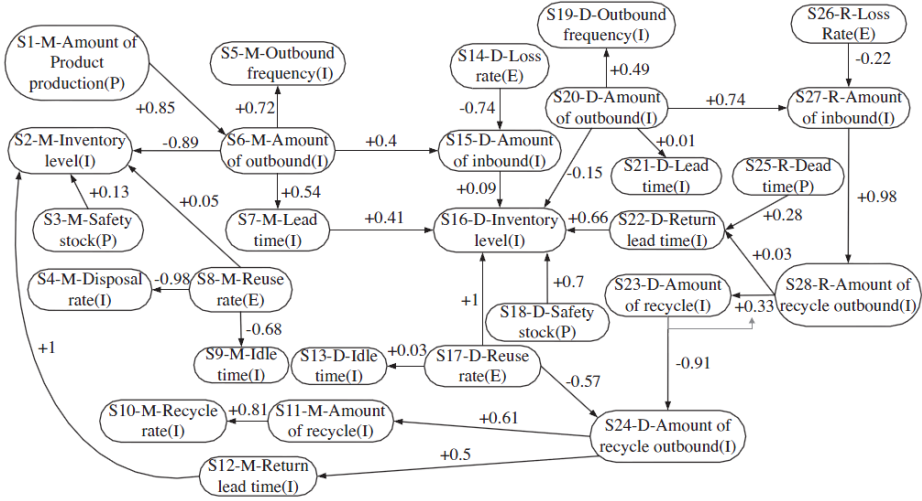 S1-M-Amount of
Product
production(P)
S5-M-Outbound
frequency(I)
S14-D-Loss
rate(E)
S19-D-Outbound
frequency(I)
S26-R-Loss
Rate(E)
+0.85
+0.72
-0.74
+0.49
-0.22
S2-M-Inventory
level(I)
-0.89
S6-M-Amount
of outbound(I)
+0.4
S15-D-Amount
of inbound(I)
S20-D-Amount
of outbound(I)
+0.74
S27-R-Amount
of inbound(I)
+0.13
+0.05
+0.54
+0.09
-0.15
+0.01
S21-D-Lead
time(I)
S25-R-Dead
time(P)
+0.98
S3-M-Safety
stock(P)
S7-M-Lead
time(I)
+0.41
S16-D-Inventory
level(I)
+0.66
S22-D-Return
lead time(I)
+0.28
+0.03
S4-M-Disposal
rate(I)
-0.98
S8-M-Reuse
rate(E)
+1
+0.7
S18-D-Safety
stock(P)
S23-D-Amount
of recycle(I)
+0.33
S28-R-Amount of
recycle outbound(I)
-0.68
+1
S9-M-Idle
time(I)
S13-D-Idle
time(I)
+0.03
S17-D-Reuse
rate(E)
-0.57
-0.91
S10-M-Recycle
rate(I)
+0.81
S11-M-Amount
of recycle(I)
+0.61
S24-D-Amount of
recycle outbound(I)
+0.5
S12-M-Return
lead time(I)